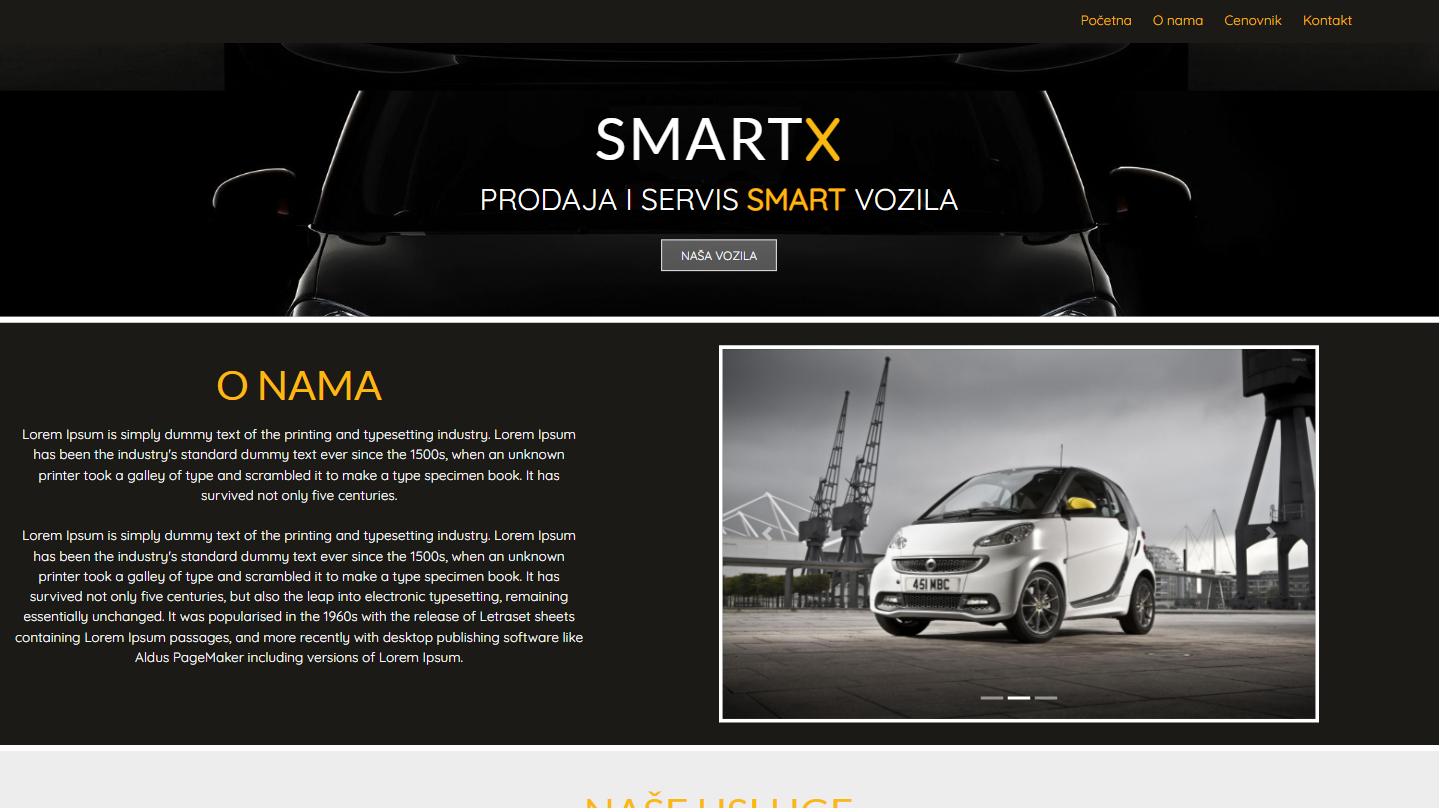 Početna O nama Cenovnik Kontakt
SMARTX
PRODAJA I SERVIS SMART VOZILA
NAŠA VOZILA
O NAMA
Lorem Ipsum is simply dummy text of the printing and typesetting industry. Lorem Ipsum
has been the industry's standard dummy text ever since the 1500s, when an unknown
printer took a galley of type and scrambled it to make a type specimen book. It has
survived not only five centuries.
Lorem Ipsum is simply dummy text of the printing and typesetting industry. Lorem Ipsum
has been the industry's standard dummy text ever since the 1500s, when an unknown
printer took a galley of type and scrambled it to make a type specimen book. It has
survived not only five centuries, but also the leap into electronic typesetting, remaining
essentially unchanged. It was popularised in the 1960s with the release of Letraset sheets
containing Lorem Ipsum passages, and more recently with desktop publishing software like
Aldus PageMaker including versions of Lorem Ipsum.
451 MBC
NAŠE USLUGE